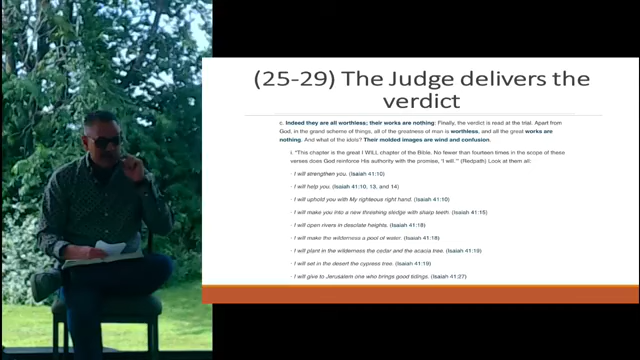 (25-29) The Judge delivers the
verdict
c. Indeed they are all worthless; their works are nothing: Finally, the verdict is read at the trial. Apart from
God, in the grand scheme of things, all of the greatness of man is worthless, and all the great works are
nothing. And what of the idols? Their molded images are wind and confusion.
i. "This chapter is the great I WILL chapter of the Bible. No fewer than fourteen times in the scope of these
verses does God reinforce His authority with the promise, 'I will.'" (Redpath) Look at them all:
· I will strengthen you. (Isaiah 41:10)
· I will help you. (Isaiah 41:10, 13, and 14)
· I will uphold you with My righteous right hand. (Isaiah 41:10)
· I will make you into a new threshing sledge with sharp teeth. (Isaiah 41:15)
· I will open rivers in desolate heights. (Isaiah 41:18)
· I will make the wilderness a pool of water. (Isaiah 41:18)
· I will plant in the wilderness the cedar and the acacia tree. (Isaiah 41:19)
· I will set in the desert the cypress tree. (Isaiah 41:19)
· I will give to Jerusalem one who brings good tidings. (Isaiah 41:27)